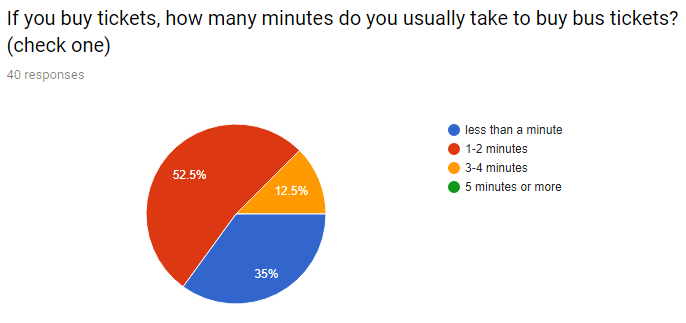 If you buy tickets, how many minutes do you usually take to buy bus tickets?
(check one)
40 responses
less than a minute
1-2 minutes
3-4 minutes
5 minutes or more
52.5%
12.5%
35%